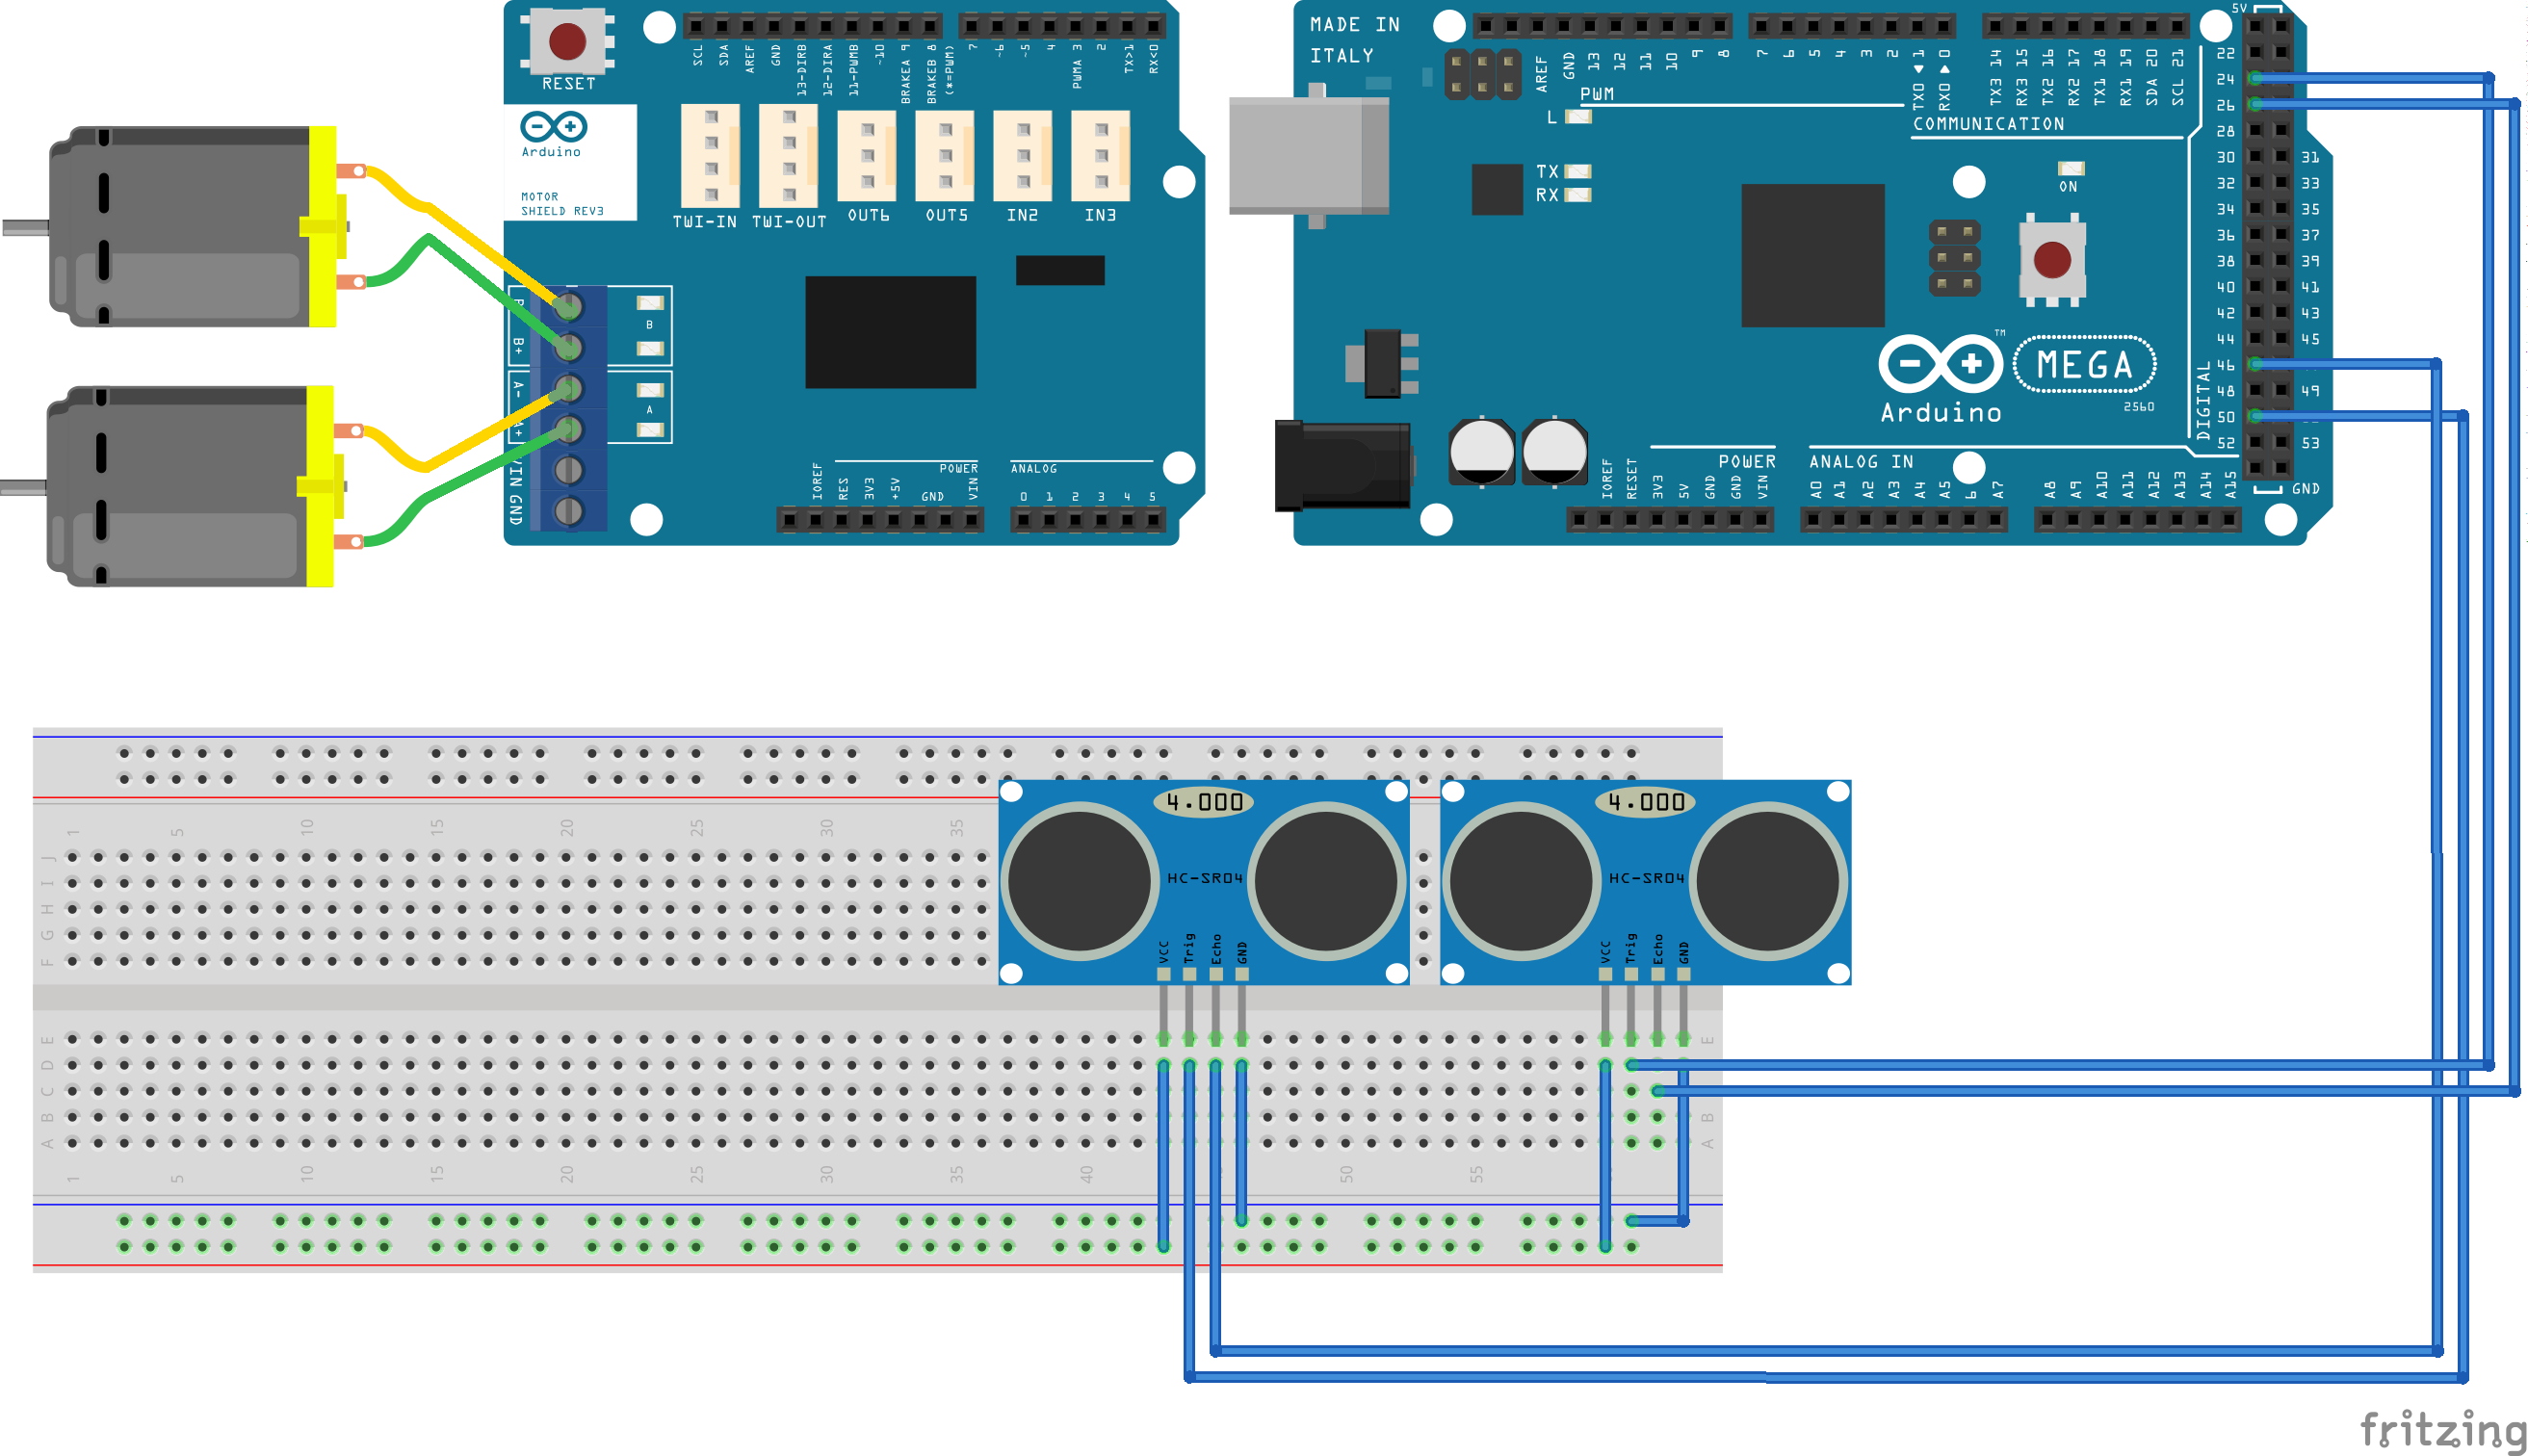 RESET
SCL
SDA
AREF
GND
13-DIRB
12-DIRA
11-PWMB
~10
BRAKEA 9
BRAKEB 8
(*=PWM)
7
~6
~5
4
PWMA 3
2
TX>1
RX<0
Arduino
MOTOR
SHIELD REV3
TWI-IN
TWI-OUT
OUT6
OUT5
IN2
IN3
B
B+
A-
A
VIN GND
POWER
ANALOG
IOREF
RES
3V3
+5V
GND
VIN
0
1
2
3
4
5
MADE IN
ITALY
AREF
GND
13
12
11
10
9
8
7
6
5
4
3
2
TX0 ◀ 1
RX0 ▶ 0
TX3 14
RX3 15
TX2 16
RX2 17
TX1 18
RX1 19
SDA 20
SCL 21
PWM
COMMUNICATION
L
TX
RX
ON
5V
22
24
26
28
30 31
32 33
34 35
36 37
38 39
40 41
42 43
44 45
46
48 49
50
52 53
GND
DIGITAL
MEGA
TM
Arduino
2560
POWER
ANALOG IN
IOREF
RESET
3V3
5V
GND
GND
VIN
A0
A1
A2
A3
A4
A5
6
A7
A8
A9
A10
A11
A12
A13
A14
A15
1 5 10 15 20 25 30 35
J
I
H
G
F
4.000
HC-SR04
VCC
Trig
Echo
GND
4.000
HC-SR04
VCC
Trig
Echo
GND
E E
D
C
B B
A A
1 5 10 15 20 25 30 35 40 50 55
fritzing